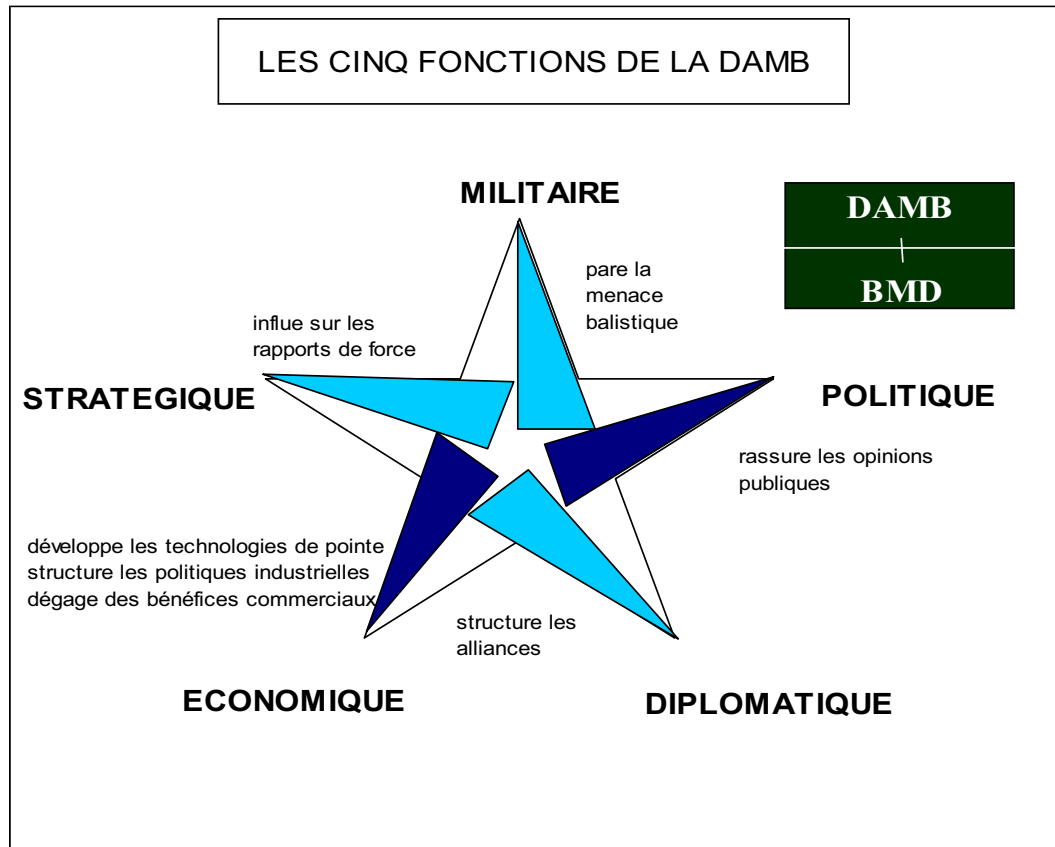 LES CINQ FONCTIONS DE LA DAMB
MILITAIRE
DAMB
BMD
pare la
menace
balistique
influe sur les
rapports de force
STRATEGIQUE
POLITIQUE
rassure les opinions
publiques
développe les technologies de pointe
structure les politiques industrielles
dégage des bénéfices commerciaux
structure les
alliances
ECONOMIQUE
DIPLOMATIQUE